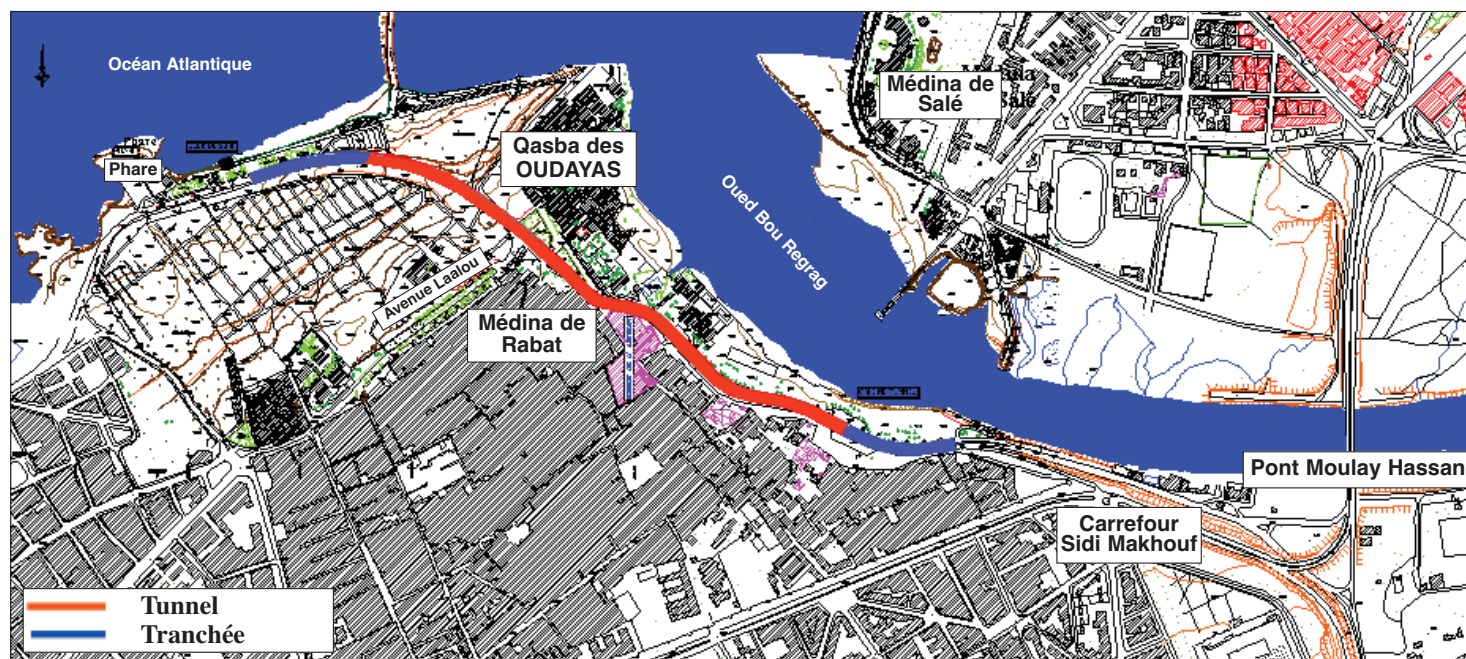 Océan Atlantique
Médina de
Salé
Phare
Qasba des
OUDAYAS
Oued Bou Regrag
Avenue Laalou
Médina de
Rabat
Pont Moulay Hassan
Carrefour
Sidi Makhouf
Tunnel
Tranchée